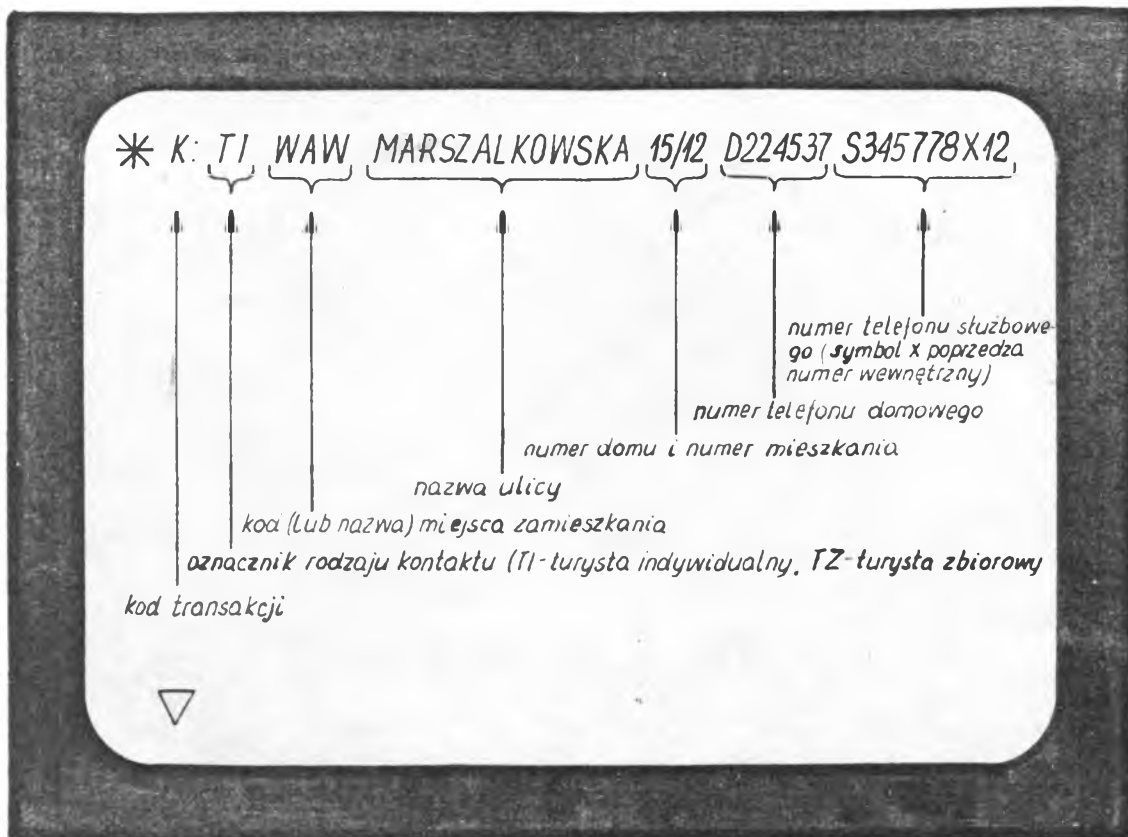 * K: TI WAW MARSZALKOWSKA 15/12 D224537 S345778X12
numer telefonu służbowe-
go (symbol X poprzedza
numer wewnętrzny)
numer telefonu domowego
numer domu i numer mieszkania
nazwa ulicy
kod (lub nazwa) miejsca zamieszkania
oznacznik rodzaju kontaktu (TI-turysta indywidualny, TZ-turysta zbiorowy
kod transakcji